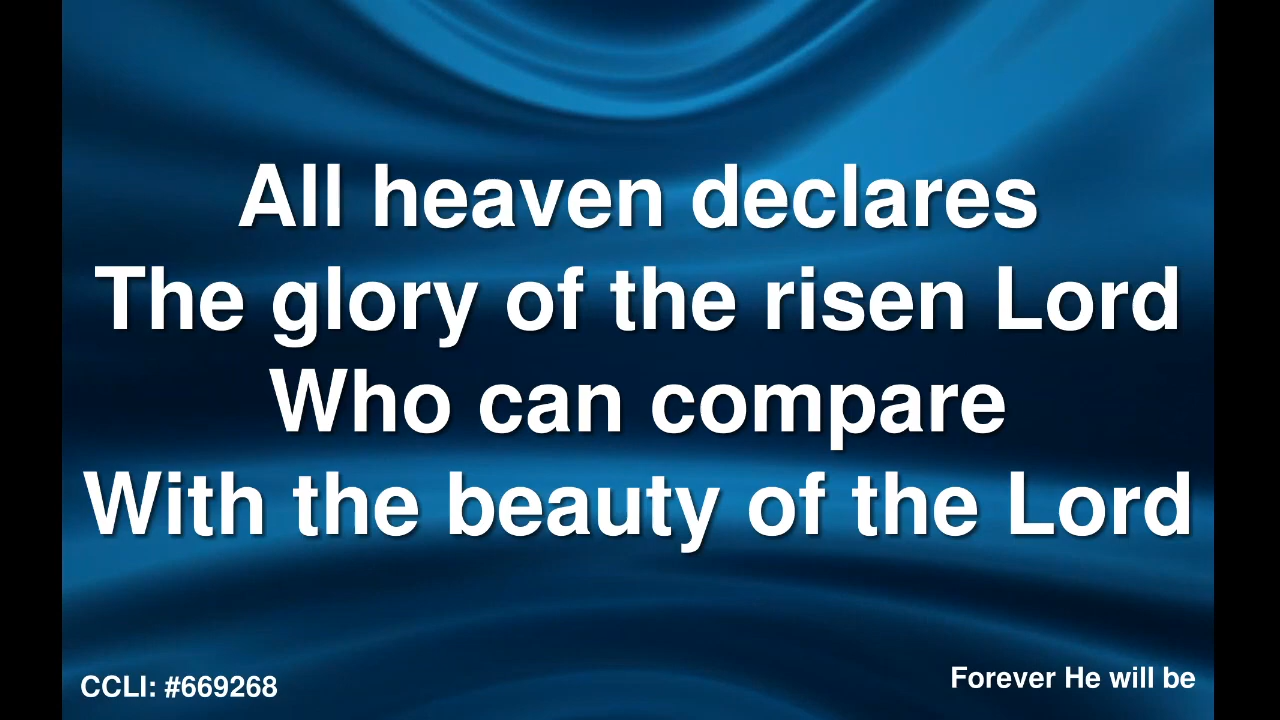 All heaven declares
The glory of the risen Lord
Who can compare
With the beauty of the Lord
CCLI: #669268
Forever He will be